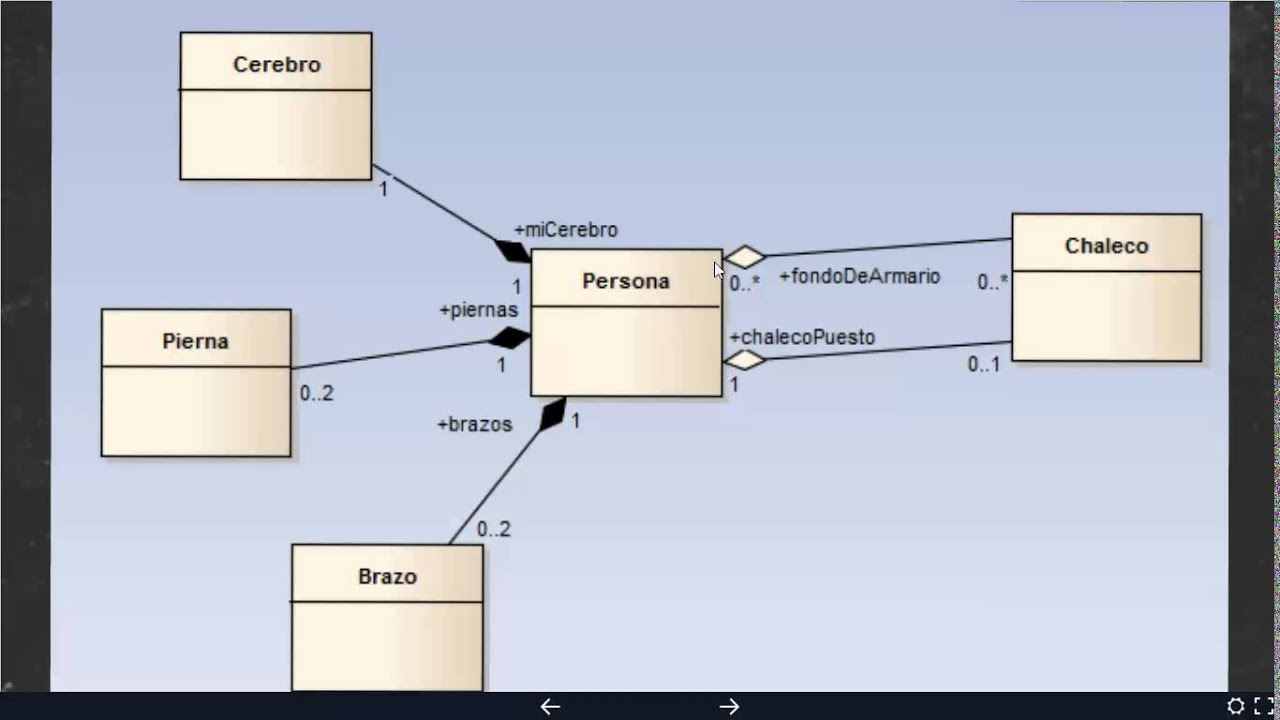 Cerebro
1
+miCerebro
1
Persona
0..*
+fondoDeArmario
0..*
Chaleco
+piernas
1
Pierna
0..2
+chalecoPuesto
1
0..1
+brazos
1
0..2
Brazo